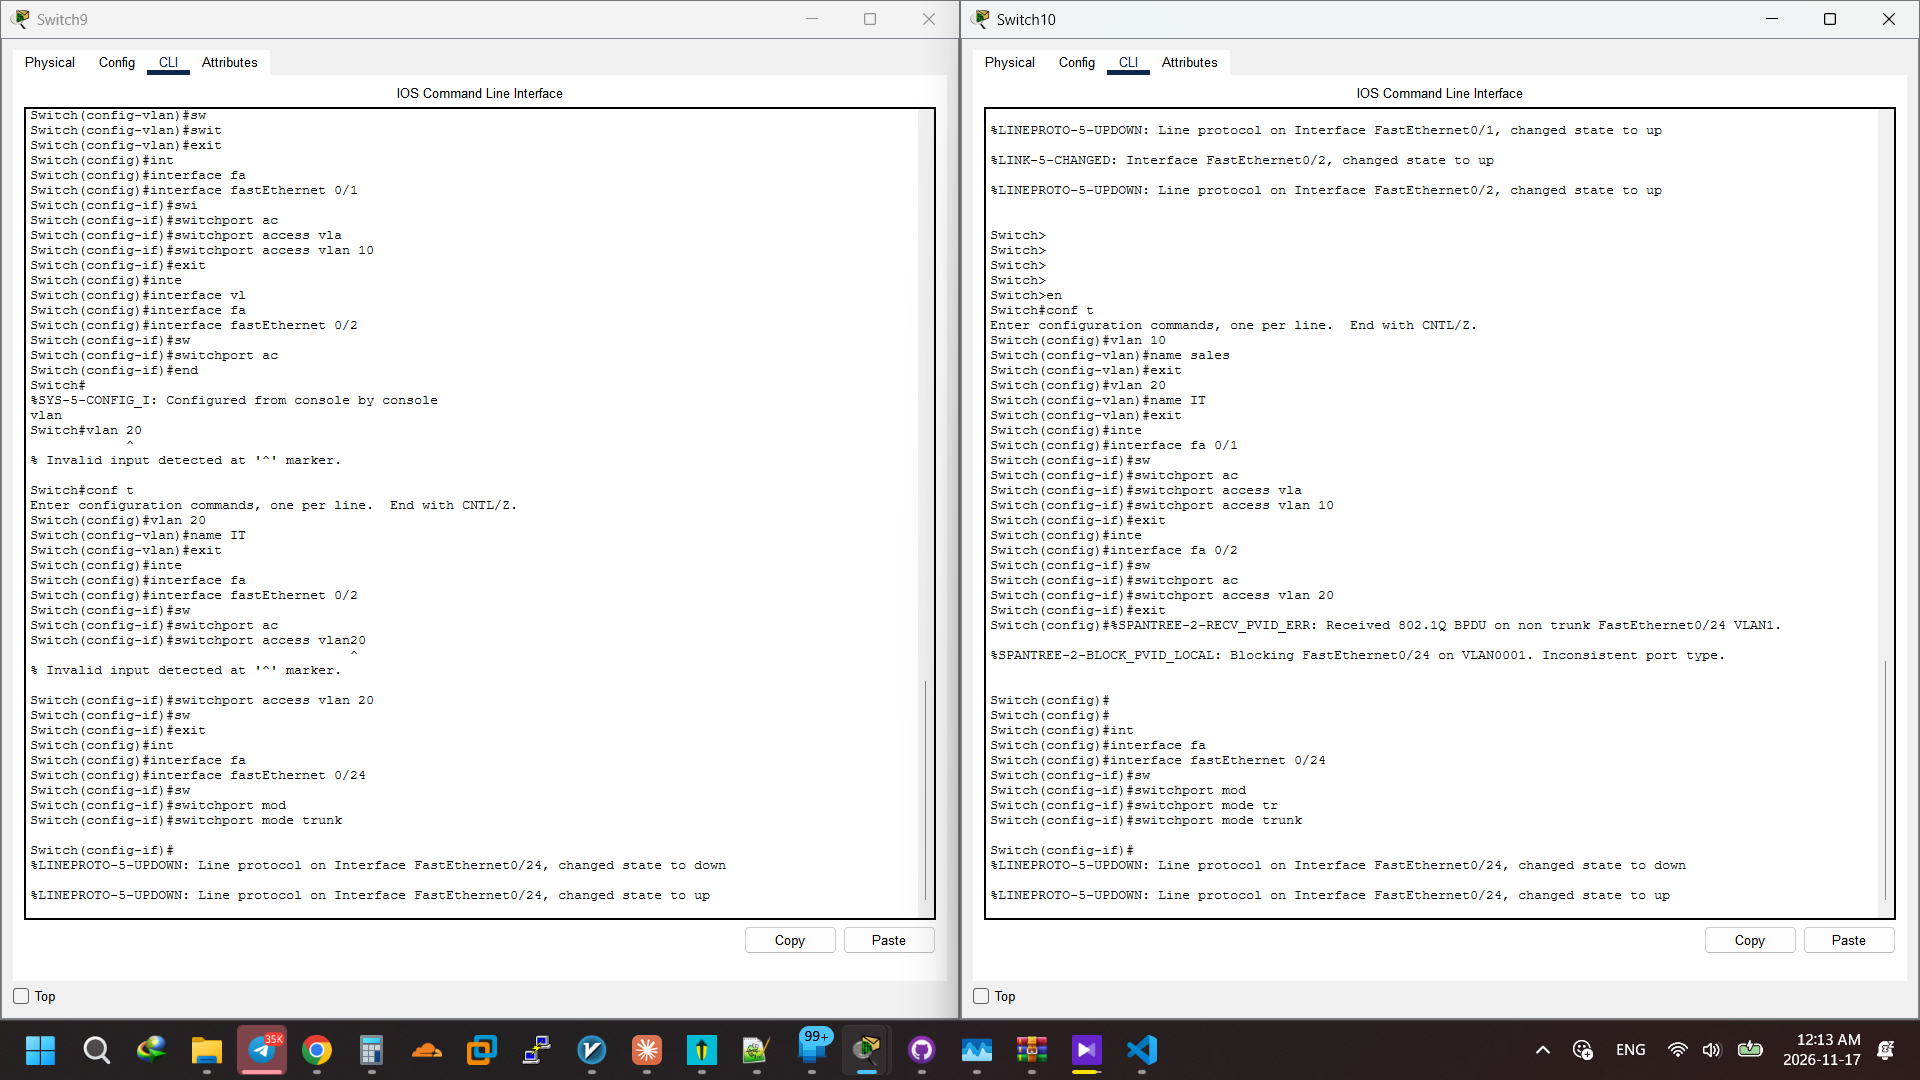 Switch9
Physical Config CLI Attributes
IOS Command Line Interface
Switch(config-vlan)#sw
Switch(config-vlan)#swit
Switch(config-vlan)#exit
Switch(config)#int
Switch(config)#interface fa
Switch(config)#interface fastEthernet 0/1
Switch(config-if)#swi
Switch(config-if)#switchport ac
Switch(config-if)#switchport access vla
Switch(config-if)#switchport access vlan 10
Switch(config-if)#exit
Switch(config)#inte
Switch(config)#interface vl
Switch(config)#interface fa
Switch(config)#interface fastEthernet 0/2
Switch(config-if)#sw
Switch(config-if)#switchport ac
Switch(config-if)#end
Switch#
%SYS-5-CONFIG_I: Configured from console by console
vlan
Switch#vlan 20
^
% Invalid input detected at '^' marker.
Switch#conf t
Enter configuration commands, one per line. End with CNTL/Z.
Switch(config)#vlan 20
Switch(config-vlan)#name IT
Switch(config-vlan)#exit
Switch(config)#inte
Switch(config)#interface fa
Switch(config)#interface fastEthernet 0/2
Switch(config-if)#sw
Switch(config-if)#switchport ac
Switch(config-if)#switchport access vlan20
^
% Invalid input detected at '^' marker.
Switch(config-if)#switchport access vlan 20
Switch(config-if)#sw
Switch(config-if)#exit
Switch(config)#int
Switch(config)#interface fa
Switch(config)#interface fastEthernet 0/24
Switch(config-if)#sw
Switch(config-if)#switchport mod
Switch(config-if)#switchport mode trunk
Switch(config-if)#
%LINEPROTO-5-UPDOWN: Line protocol on Interface FastEthernet0/24, changed state to down
%LINEPROTO-5-UPDOWN: Line protocol on Interface FastEthernet0/24, changed state to up
Copy Paste
Top
Switch10
Physical Config CLI Attributes
IOS Command Line Interface
%LINEPROTO-5-UPDOWN: Line protocol on Interface FastEthernet0/1, changed state to up
%LINK-5-CHANGED: Interface FastEthernet0/2, changed state to up
%LINEPROTO-5-UPDOWN: Line protocol on Interface FastEthernet0/2, changed state to up
Switch>
Switch>
Switch>
Switch>
Switch>en
Switch#conf t
Enter configuration commands, one per line. End with CNTL/Z.
Switch(config)#vlan 10
Switch(config-vlan)#name sales
Switch(config-vlan)#exit
Switch(config)#vlan 20
Switch(config-vlan)#name IT
Switch(config-vlan)#exit
Switch(config)#inte
Switch(config)#interface fa 0/1
Switch(config-if)#sw
Switch(config-if)#switchport ac
Switch(config-if)#switchport access vla
Switch(config-if)#switchport access vlan 10
Switch(config-if)#exit
Switch(config)#inte
Switch(config)#interface fa 0/2
Switch(config-if)#sw
Switch(config-if)#switchport ac
Switch(config-if)#switchport access vlan 20
Switch(config-if)#exit
Switch(config)#%SPANTREE-2-RECV_PVID_ERR: Received 802.1Q BPDU on non trunk FastEthernet0/24 VLAN1.
%SPANTREE-2-BLOCK_PVID_LOCAL: Blocking FastEthernet0/24 on VLAN0001. Inconsistent port type.
Switch(config)#
Switch(config)#
Switch(config)#int
Switch(config)#interface fa
Switch(config)#interface fastEthernet 0/24
Switch(config-if)#sw
Switch(config-if)#switchport mod
Switch(config-if)#switchport mode tr
Switch(config-if)#switchport mode trunk
Switch(config-if)#
%LINEPROTO-5-UPDOWN: Line protocol on Interface FastEthernet0/24, changed state to down
%LINEPROTO-5-UPDOWN: Line protocol on Interface FastEthernet0/24, changed state to up
Copy Paste
Top
35K
99+
ENG
12:13 AM
2026-11-17